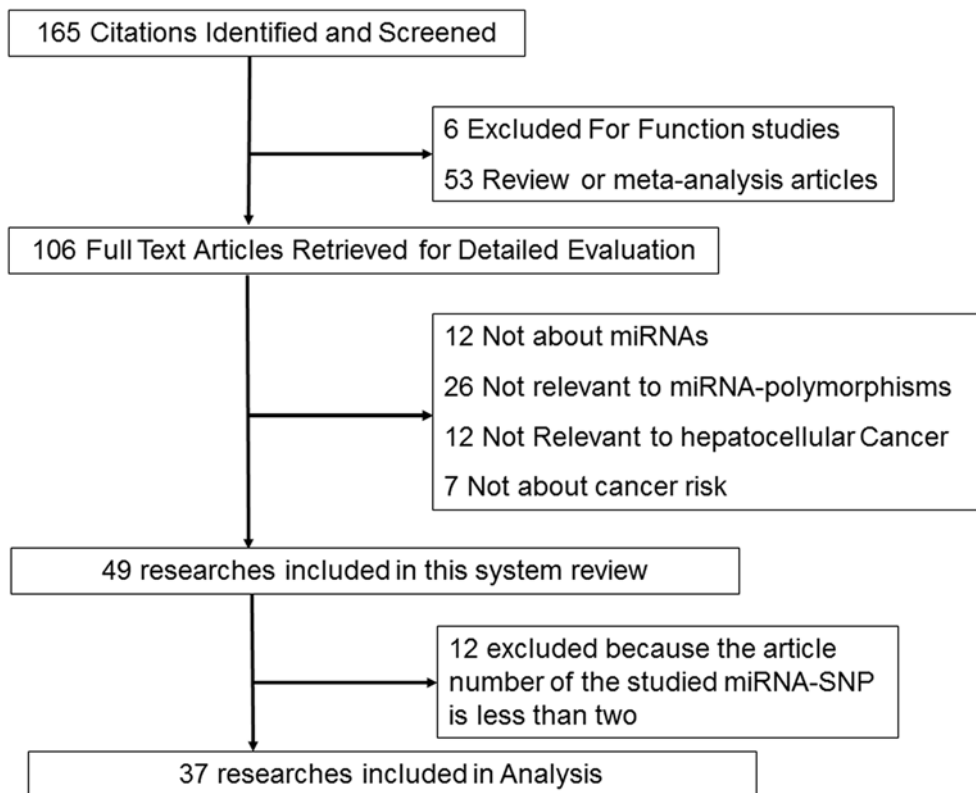 165 Citations Identified and Screened
6 Excluded For Function studies
53 Review or meta-analysis articles
106 Full Text Articles Retrieved for Detailed Evaluation
12 Not about miRNAs
26 Not relevant to miRNA-polymorphisms
12 Not Relevant to hepatocellular Cancer
7 Not about cancer risk
49 researches included in this system review
12 excluded because the article
number of the studied miRNA-SNP
is less than two
37 researches included in Analysis